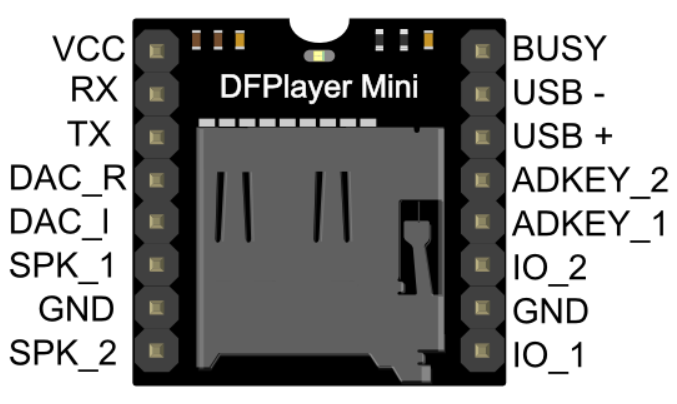 VCC
RX
TX
DAC_R
DAC_I
SPK_1
GND
SPK_2
DFPlayer Mini
BUSY
USB -
USB +
ADKEY_2
ADKEY_1
IO_2
GND
IO_1